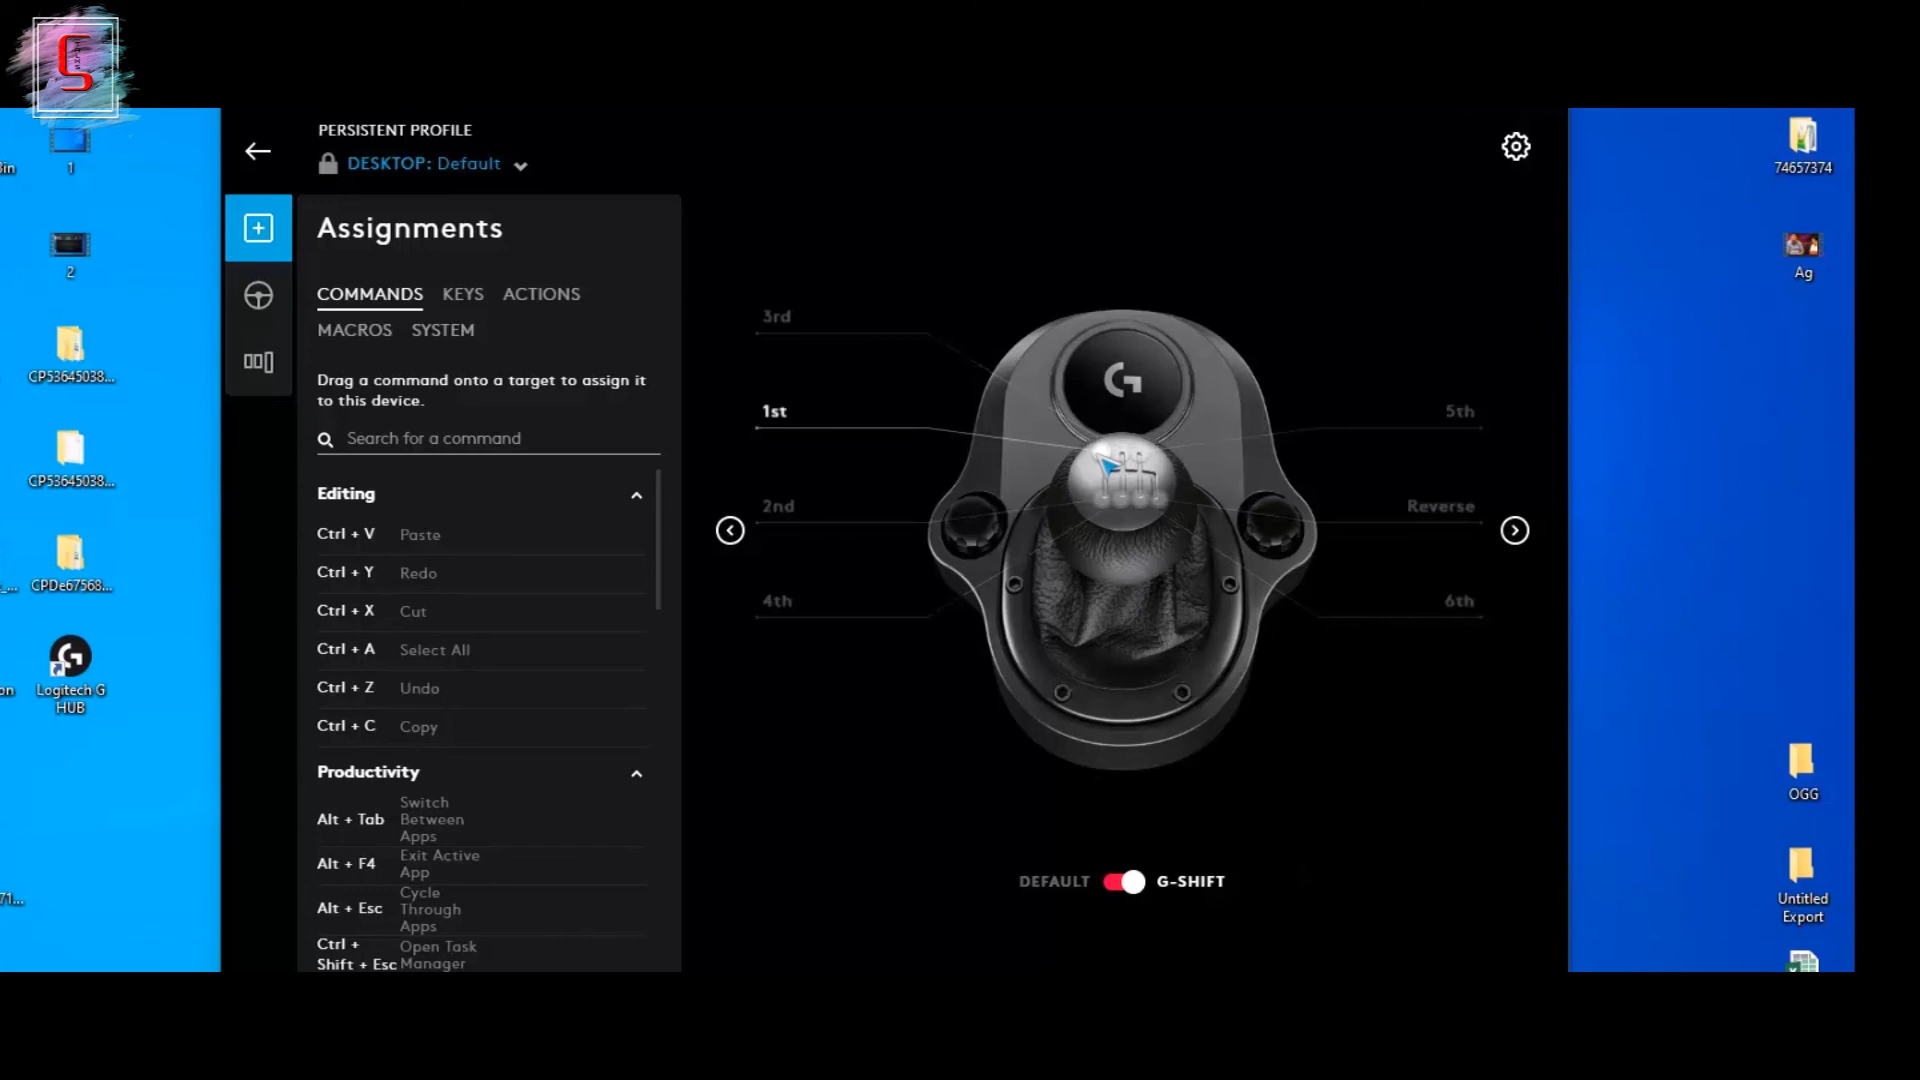 PERSISTENT PROFILE
DESKTOP: Default
Assignments
COMMANDS KEYS ACTIONS
MACROS SYSTEM
Drag a command onto a target to assign it
to this device.
Search for a command
Editing
Ctrl + V Paste
Ctrl + Y Redo
Ctrl + X Cut
Ctrl + A Select All
Ctrl + Z Undo
Ctrl + C Copy
Productivity
Alt + Tab Switch
Between
Apps
Alt + F4 Exit Active
App
Alt + Esc Cycle
Through
Apps
Ctrl +
Shift + Esc
Open Task
Manager
3rd
1st
2nd
4th
5th
Reverse
6th
DEFAULT G-SHIFT
1
2
CP53645038...
CP53645038...
CPDe67568...
Logitech G
HUB
74657374
Ag
OGG
Untitled
Export